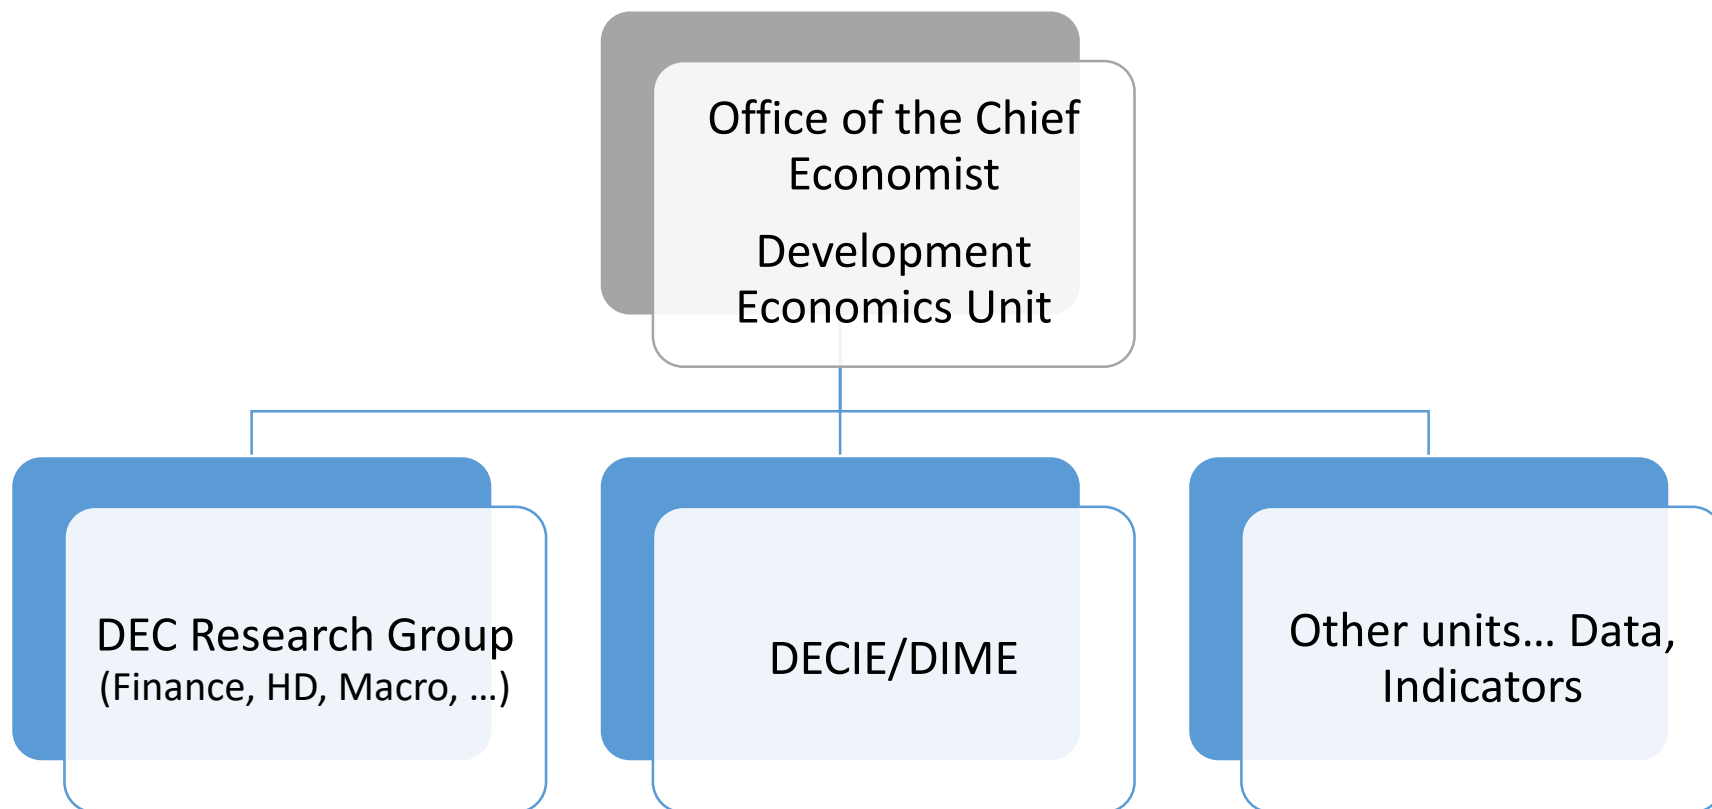 Office of the Chief
Economist
Development
Economics Unit
DEC Research Group
(Finance, HD, Macro, …)
DECIE/DIME
Other units… Data,
Indicators